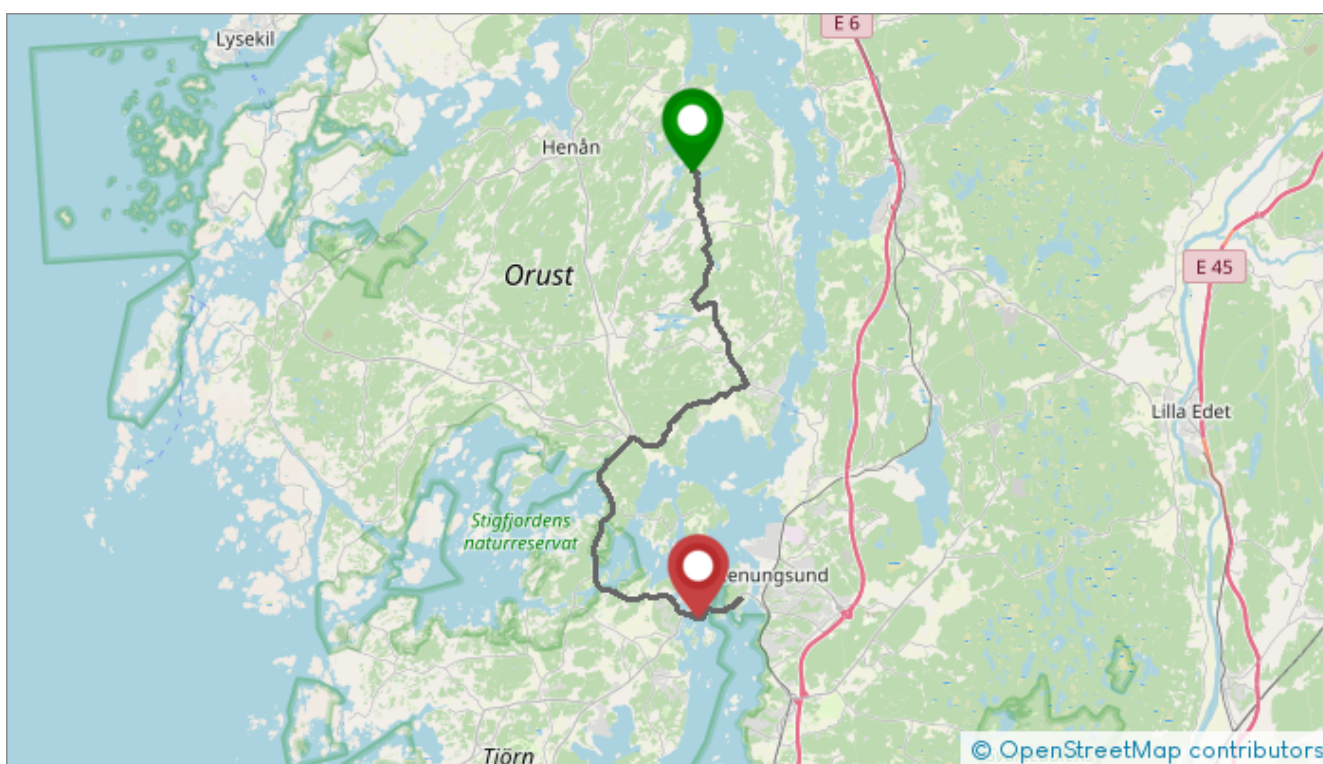 E 6
Lysekil
Henån
E 45
Orust
Lilla Edet
Stigfjordens
naturreservat
enungsund
Tjörn
© OpenStreetMap contributors